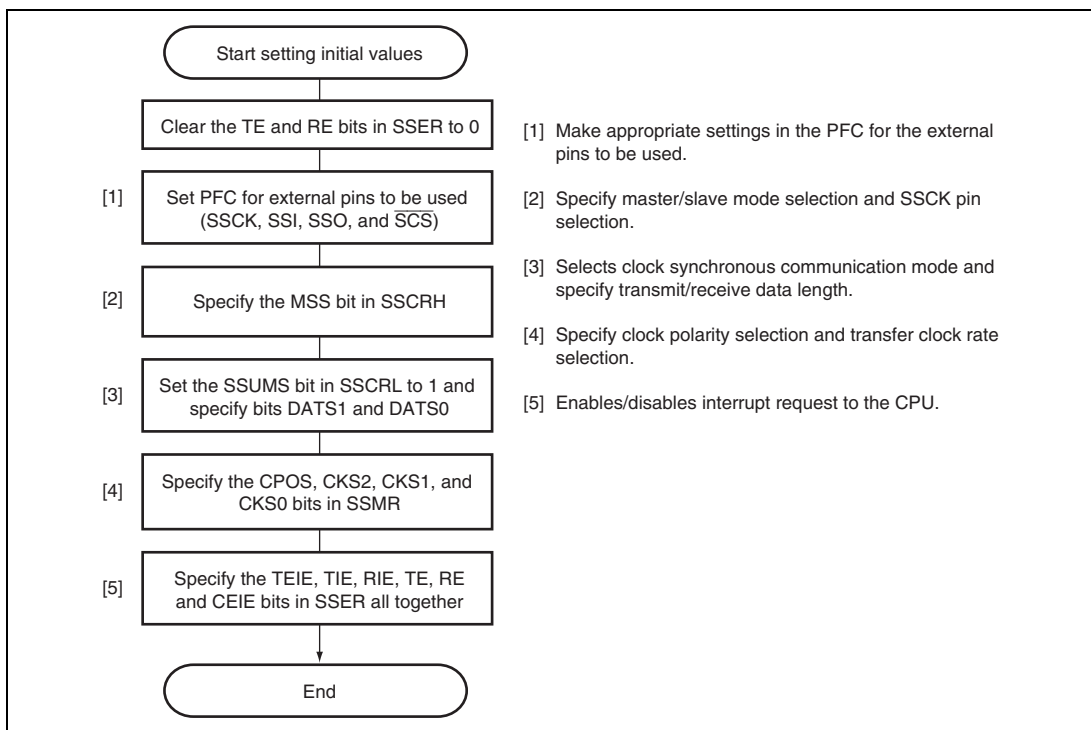 Start setting initial values
Clear the TE and RE bits in SSER to 0
[1]
Set PFC for external pins to be used
(SSCK, SSI, SSO, and S̅C̅S̅)
[2]
Specify the MSS bit in SSCRH
[3]
Set the SSUMS bit in SSCRL to 1 and
specify bits DATS1 and DATS0
[4]
Specify the CPOS, CKS2, CKS1, and
CKS0 bits in SSMR
[5]
Specify the TEIE, TIE, RIE, TE, RE
and CEIE bits in SSER all together
End
[1] Make appropriate settings in the PFC for the external
pins to be used.
[2] Specify master/slave mode selection and SSCK pin
selection.
[3] Selects clock synchronous communication mode and
specify transmit/receive data length.
[4] Specify clock polarity selection and transfer clock rate
selection.
[5] Enables/disables interrupt request to the CPU.